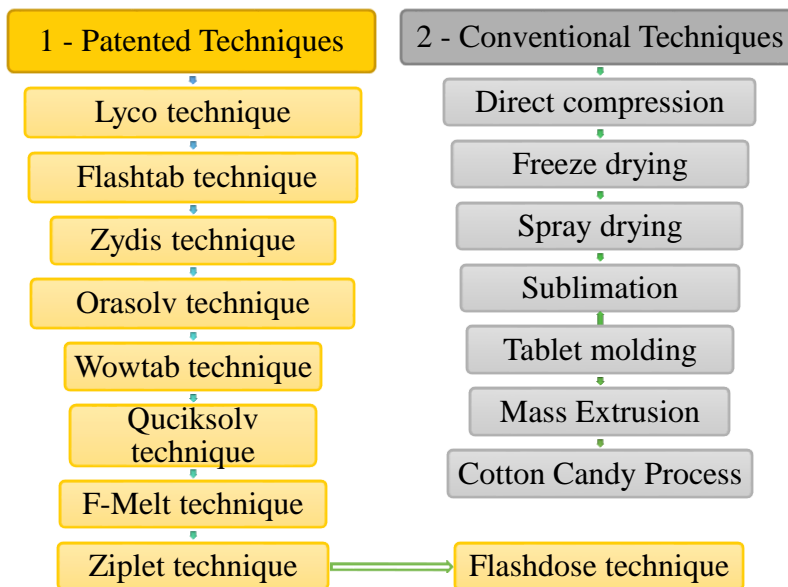 1 - Patented Techniques
Lyco technique
Flashtab technique
Zydis technique
Orasolv technique
Wowtab technique
Quciksolv
technique
F-Melt technique
Ziplet technique
Flashdose technique
2 - Conventional Techniques
Direct compression
Freeze drying
Spray drying
Sublimation
Tablet molding
Mass Extrusion
Cotton Candy Process